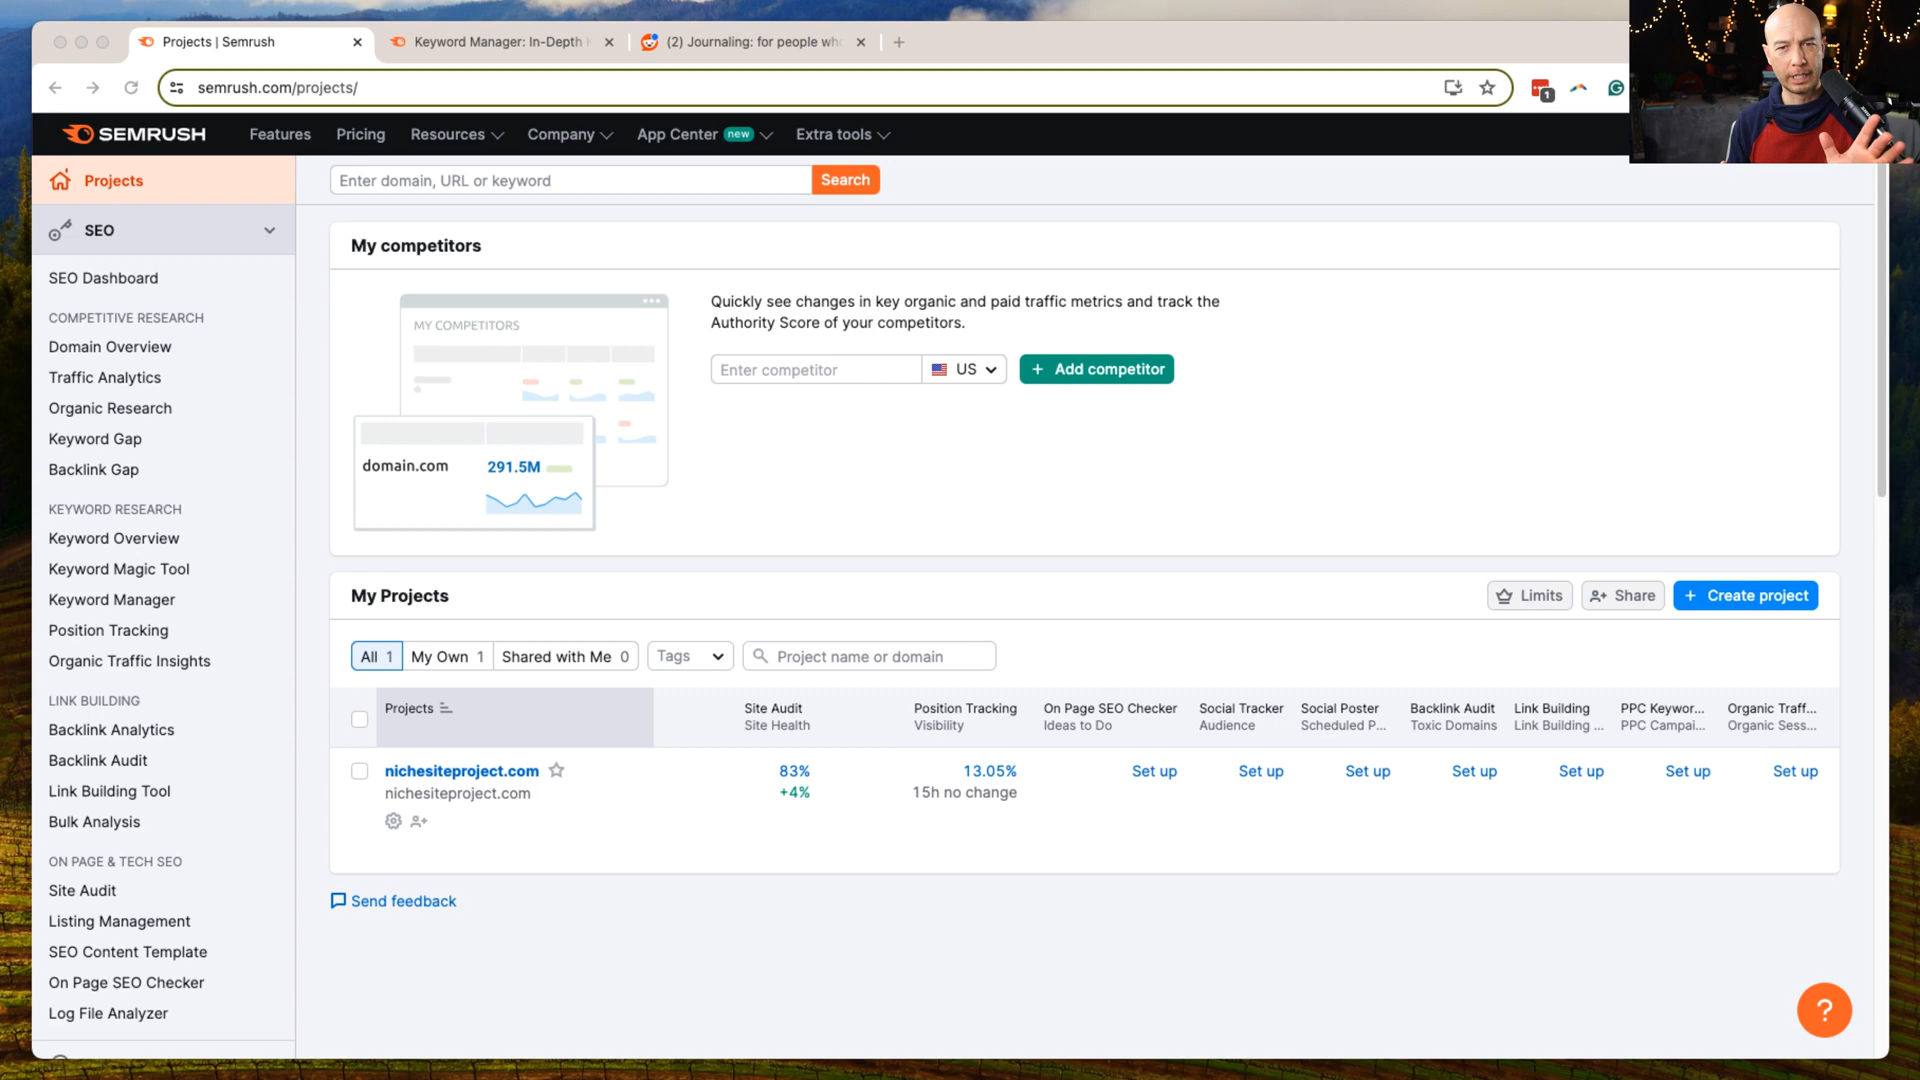 Projects | Semrush
Keyword Manager: In-Depth
(2) Journaling: for people who
semrush.com/projects/
1
SEMRUSH
Features
Pricing
Resources
Company
App Center new
Extra tools
Projects
Enter domain, URL or keyword
Search
SEO
SEO Dashboard
COMPETITIVE RESEARCH
Domain Overview
Traffic Analytics
Organic Research
Keyword Gap
Backlink Gap
KEYWORD RESEARCH
Keyword Overview
Keyword Magic Tool
Keyword Manager
Position Tracking
Organic Traffic Insights
LINK BUILDING
Backlink Analytics
Backlink Audit
Link Building Tool
Bulk Analysis
ON PAGE & TECH SEO
Site Audit
Listing Management
SEO Content Template
On Page SEO Checker
Log File Analyzer
My competitors
MY COMPETITORS
domain.com
291.5M
Quickly see changes in key organic and paid traffic metrics and track the
Authority Score of your competitors.
Enter competitor
US
+ Add competitor
My Projects
Limits
Share
+ Create project
All 1
My Own 1
Shared with Me 0
Tags
Project name or domain
Projects
Site Audit
Site Health
Position Tracking
Visibility
On Page SEO Checker
Ideas to Do
Social Tracker
Audience
Social Poster
Scheduled P...
Backlink Audit
Toxic Domains
Link Building
Link Building ...
PPC Keywor...
PPC Campai...
Organic Traff...
Organic Sess...
nichesiteproject.com
nichesiteproject.com
83%
+4%
13.05%
15h no change
Set up
Set up
Set up
Set up
Set up
Set up
Set up
Send feedback
?